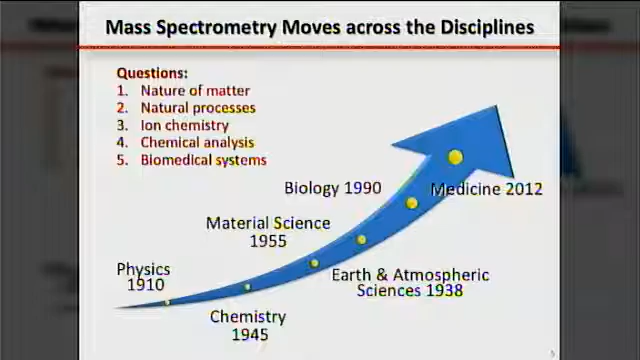 Mass Spectrometry Moves across the Disciplines
Questions:
1. Nature of matter
2. Natural processes
3. Ion chemistry
4. Chemical analysis
5. Biomedical systems
Biology 1990
Medicine 2012
Material Science
1955
Physics
1910
Earth & Atmospheric
Sciences 1938
Chemistry
1945